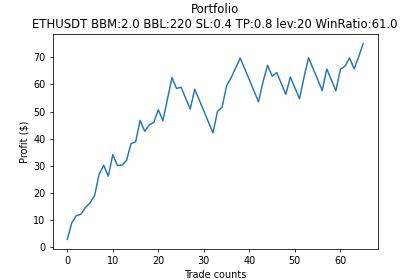 Portfolio
ETHUSDT BBM:2.0 BBL:220 SL:0.4 TP:0.8 lev:20 WinRatio:61.0
70
60
50
40
30
20
10
0
Profit ($)
0 10 20 30 40 50 60
Trade counts